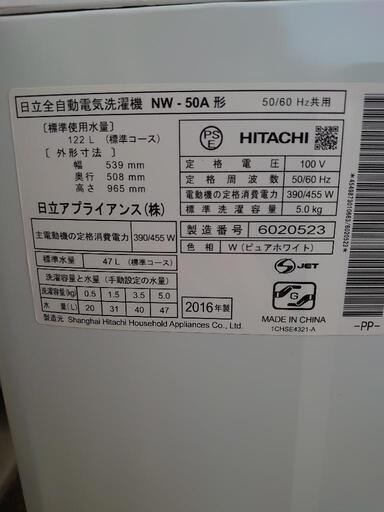 日立全自動電気洗濯機 NW - 50A 形 50/60 Hz共用
[標準使用水量]
122 L (標準コース)
[ 外 形 寸 法 ]
幅 539 mm
奥行 508 mm
高さ 965 mm
日立アプライアンス(株)
PSE HITACHI
定格電圧 100 V
定格周波数 50/60 Hz
電動機の定格消費電力 390/455 W
標準洗濯容量 5.0kg
製造番号 6020523
色相 W(ピュアホワイト)
主電動機の定格消費電力 390/455 W
標準水量 47 L (標準コース)
洗濯容量と水量 (手動設定の水量)
洗濯容量(kg) 0.5 1.5 3.5 5.0
水 量(L) 20 31 40 47
2016年製
製造元: Shanghai Hitachi Household Appliances Co., Ltd.
S-JET
MADE IN CHINA
1CHSE4321-A
-PP-